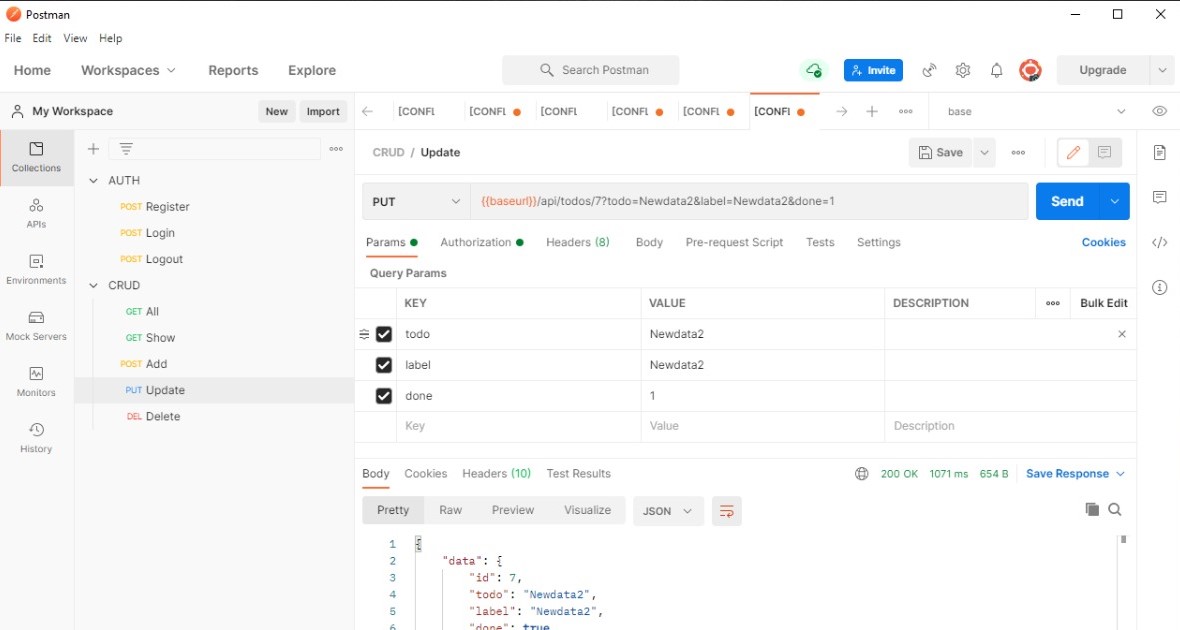 Postman
File Edit View Help
Home Workspaces Reports Explore Search Postman Invite Upgrade
My Workspace New Import [CONFL [CONFL [CONFL [CONFL [CONFL [CONFL base
Collections
APIs
Environments
Mock Servers
Monitors
History
AUTH
POST Register
POST Login
POST Logout
CRUD
GET All
GET Show
POST Add
PUT Update
DEL Delete
CRUD / Update Save
PUT {{baseurl}}/api/todos/7?todo=Newdata2&label=Newdata2&done=1 Send
Params Authorization Headers (8) Body Pre-request Script Tests Settings Cookies
Query Params
KEY VALUE DESCRIPTION Bulk Edit
todo Newdata2
label Newdata2
done 1
Key Value Description
Body Cookies Headers (10) Test Results 200 OK 1071 ms 654 B Save Response
Pretty Raw Preview Visualize JSON
1 {
2 "data": {
3 "id": 7,
4 "todo": "Newdata2",
5 "label": "Newdata2",
6 "done": true